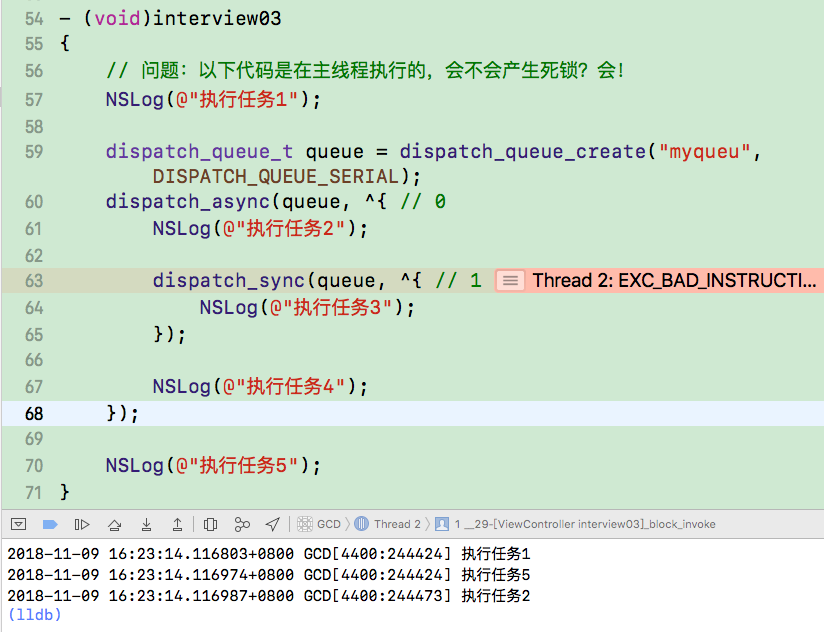 54 - (void)interview03
55 {
56 // 问题：以下代码是在主线程执行的，会不会产生死锁？会！
57 NSLog(@"执行任务1");
58
59 dispatch_queue_t queue = dispatch_queue_create("myqueu",
DISPATCH_QUEUE_SERIAL);
60 dispatch_async(queue, ^{ // 0
61 NSLog(@"执行任务2");
62
63 dispatch_sync(queue, ^{ // 1 Thread 2: EXC_BAD_INSTRUCTI...
64 NSLog(@"执行任务3");
65 });
66
67 NSLog(@"执行任务4");
68 });
69
70 NSLog(@"执行任务5");
71 }
GCD Thread 2 1 __29-[ViewController interview03]_block_invoke
2018-11-09 16:23:14.116803+0800 GCD[4400:244424] 执行任务1
2018-11-09 16:23:14.116974+0800 GCD[4400:244424] 执行任务5
2018-11-09 16:23:14.116987+0800 GCD[4400:244473] 执行任务2
(lldb)